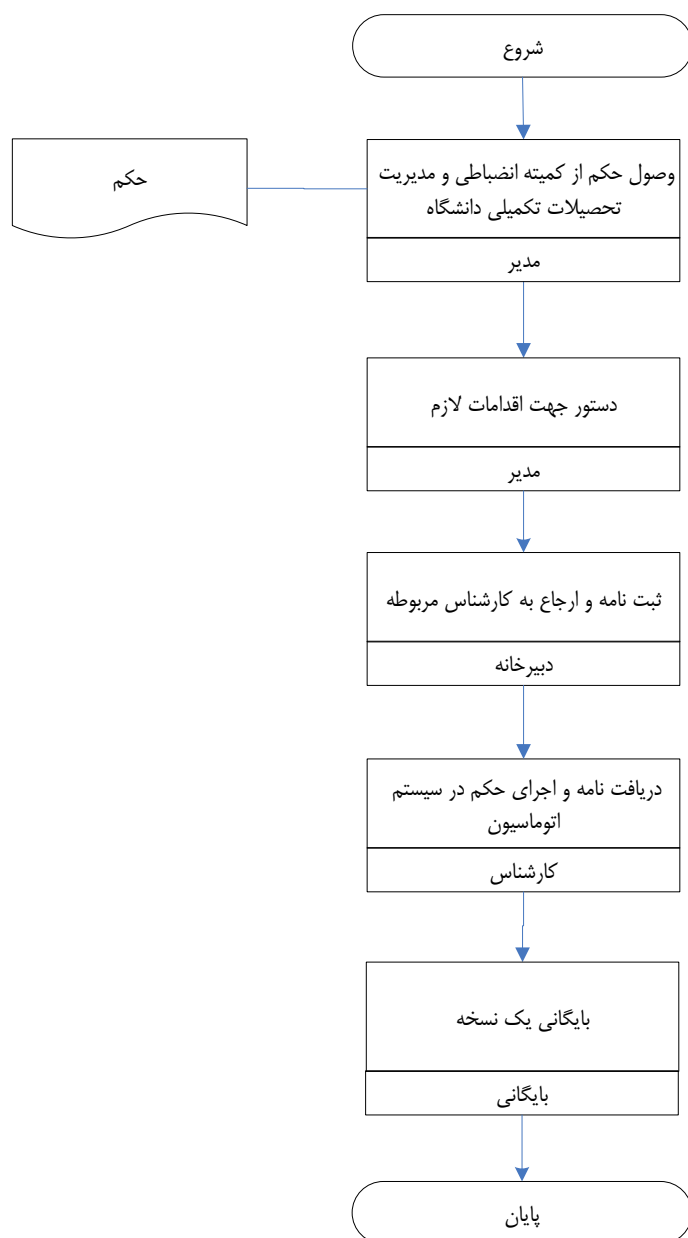 شروع
وصول حکم از کمیته انضباطی و مدیریت
تحصیلات تکمیلی دانشگاه
حکم
مدیر
دستور جهت اقدامات لازم
مدیر
ثبت نامه و ارجاع به کارشناس مربوطه
دبیرخانه
دریافت نامه و اجرای حکم در سیستم
اتوماسیون
کارشناس
بایگانی یک نسخه
بایگانی
پایان